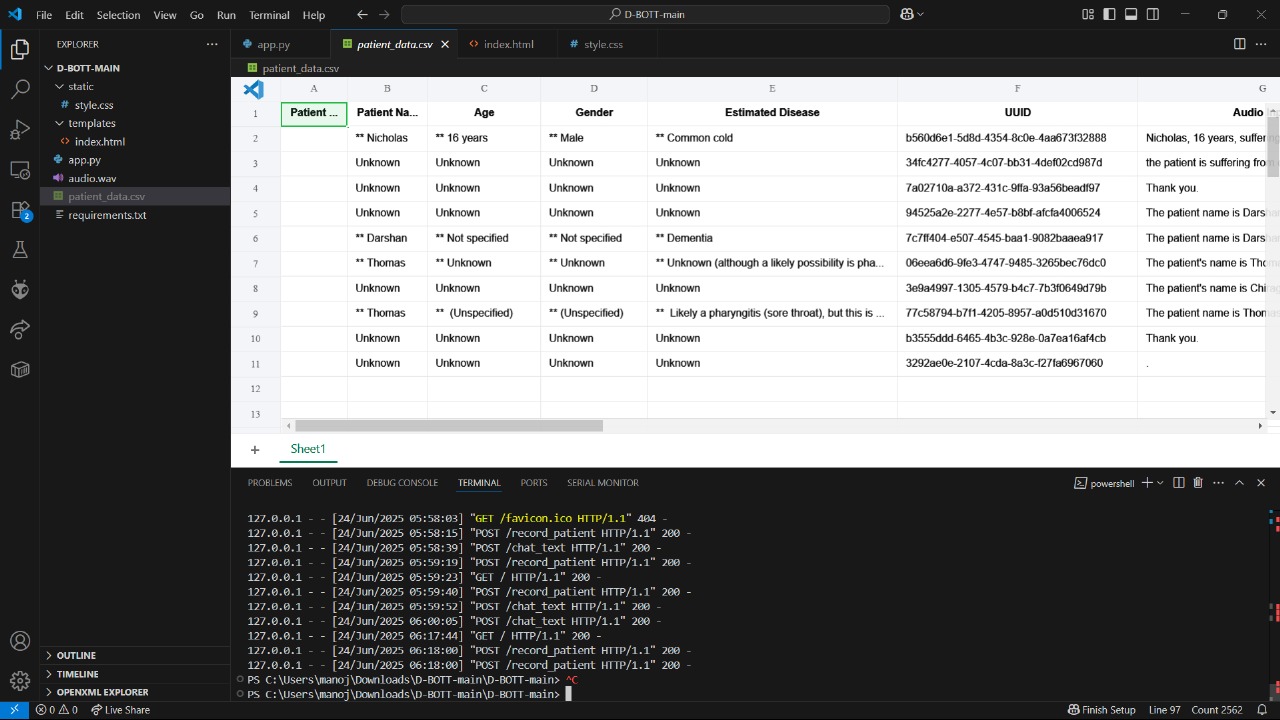 File Edit Selection View Go Run Terminal Help D-BOTT-main
EXPLORER
D-BOTT-MAIN
static
# style.css
templates
<> index.html
app.py
audio.wav
patient_data.csv
requirements.txt
OUTLINE
TIMELINE
OPENXML EXPLORER
2
app.py patient_data.csv <> index.html # style.css
patient_data.csv
A B C D E F G
1 Patient ... Patient Na... Age Gender Estimated Disease UUID Audio
2 ** Nicholas ** 16 years ** Male ** Common cold b560d6e1-5d8d-4354-8c0e-4aa673f32888 Nicholas, 16 years, suffering
3 Unknown Unknown Unknown Unknown 34fc4277-4057-4c07-bb31-4def02cd987d the patient is suffering from
4 Unknown Unknown Unknown Unknown 7a02710a-a372-431c-9ffa-93a56beadf97 Thank you.
5 Unknown Unknown Unknown Unknown 94525a2e-2277-4e57-b8bf-afcfa4006524 The patient name is Darshan
6 ** Darshan ** Not specified ** Not specified ** Dementia 7c7ff404-e507-4545-baa1-9082baaea917 The patient name is Darshan
7 ** Thomas ** Unknown ** Unknown ** Unknown (although a likely possibility is pha... 06eea6d6-9fe3-4747-9485-3265bec76dc0 The patient's name is Thomas
8 Unknown Unknown Unknown Unknown 3e9a4997-1305-4579-b4c7-7b3f0649d79b The patient's name is Chirag
9 ** Thomas ** (Unspecified) ** (Unspecified) ** Likely a pharyngitis (sore throat), but this is ... 77c58794-b7f1-4205-8957-a0d510d31670 The patient name is Thomas
10 Unknown Unknown Unknown Unknown b3555ddd-6465-4b3c-928e-0a7ea16af4cb Thank you.
11 Unknown Unknown Unknown Unknown 3292ae0e-2107-4cda-8a3c-f27fa6967060 .
12
13
+ Sheet1
PROBLEMS OUTPUT DEBUG CONSOLE TERMINAL PORTS SERIAL MONITOR powershell
127.0.0.1 - - [24/Jun/2025 05:58:03] "GET /favicon.ico HTTP/1.1" 404 -
127.0.0.1 - - [24/Jun/2025 05:58:15] "POST /record_patient HTTP/1.1" 200 -
127.0.0.1 - - [24/Jun/2025 05:58:39] "POST /chat_text HTTP/1.1" 200 -
127.0.0.1 - - [24/Jun/2025 05:59:19] "POST /record_patient HTTP/1.1" 200 -
127.0.0.1 - - [24/Jun/2025 05:59:23] "GET / HTTP/1.1" 200 -
127.0.0.1 - - [24/Jun/2025 05:59:40] "POST /record_patient HTTP/1.1" 200 -
127.0.0.1 - - [24/Jun/2025 05:59:52] "POST /chat_text HTTP/1.1" 200 -
127.0.0.1 - - [24/Jun/2025 06:00:05] "POST /chat_text HTTP/1.1" 200 -
127.0.0.1 - - [24/Jun/2025 06:17:44] "GET / HTTP/1.1" 200 -
127.0.0.1 - - [24/Jun/2025 06:18:00] "POST /record_patient HTTP/1.1" 200 -
127.0.0.1 - - [24/Jun/2025 06:18:00] "POST /record_patient HTTP/1.1" 200 -
PS C:\Users\manoj\Downloads\D-BOTT-main\D-BOTT-main> ^C
PS C:\Users\manoj\Downloads\D-BOTT-main\D-BOTT-main>
0 0 Live Share Finish Setup Line 97 Count 2562